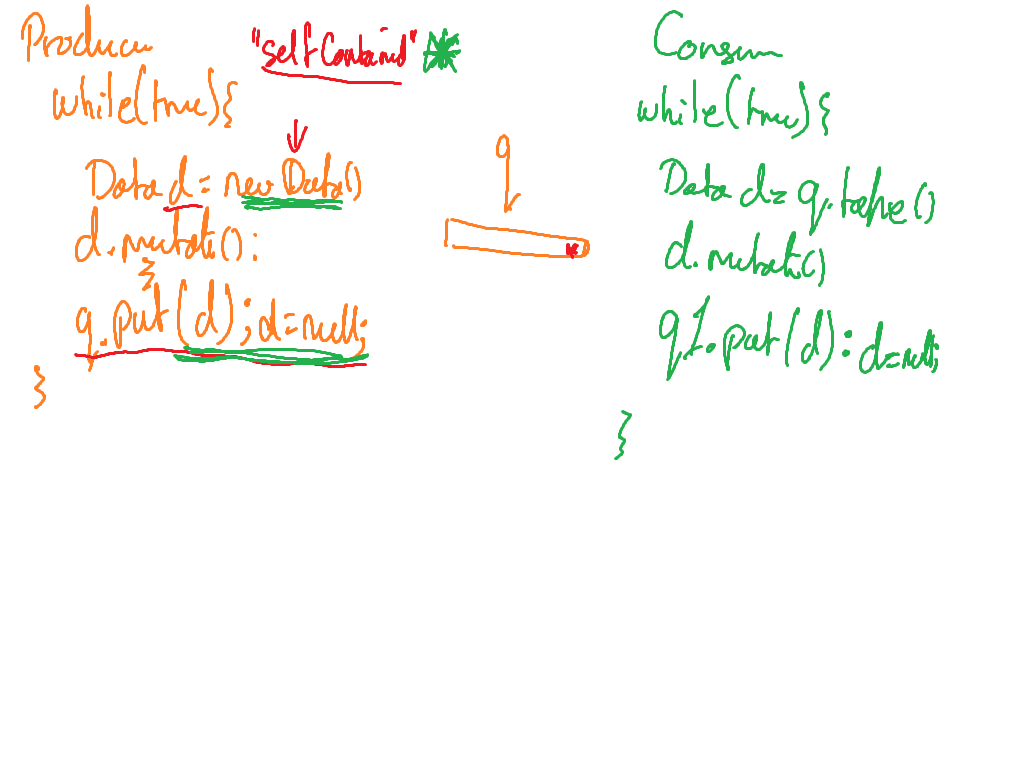 Producer
"self Contained"
while(true){
Data d = new Data()
d.mutate();
q.put(d); d=null;
}
q
Consumer
while(true){
Data d = q.take()
d.mutate()
q1.put(d); d=null;
}